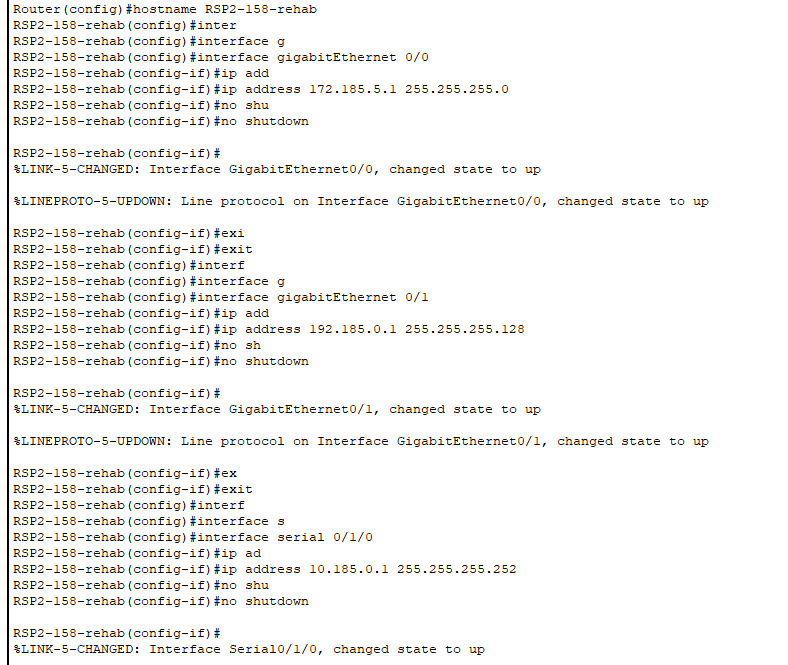 Router(config)#hostname RSP2-158-rehab
RSP2-158-rehab(config)#inter
RSP2-158-rehab(config)#interface g
RSP2-158-rehab(config)#interface gigabitEthernet 0/0
RSP2-158-rehab(config-if)#ip add
RSP2-158-rehab(config-if)#ip address 172.185.5.1 255.255.255.0
RSP2-158-rehab(config-if)#no shu
RSP2-158-rehab(config-if)#no shutdown
RSP2-158-rehab(config-if)#
%LINK-5-CHANGED: Interface GigabitEthernet0/0, changed state to up
%LINEPROTO-5-UPDOWN: Line protocol on Interface GigabitEthernet0/0, changed state to up
RSP2-158-rehab(config-if)#exi
RSP2-158-rehab(config-if)#exit
RSP2-158-rehab(config)#interf
RSP2-158-rehab(config)#interface g
RSP2-158-rehab(config)#interface gigabitEthernet 0/1
RSP2-158-rehab(config-if)#ip add
RSP2-158-rehab(config-if)#ip address 192.185.0.1 255.255.255.128
RSP2-158-rehab(config-if)#no sh
RSP2-158-rehab(config-if)#no shutdown
RSP2-158-rehab(config-if)#
%LINK-5-CHANGED: Interface GigabitEthernet0/1, changed state to up
%LINEPROTO-5-UPDOWN: Line protocol on Interface GigabitEthernet0/1, changed state to up
RSP2-158-rehab(config-if)#ex
RSP2-158-rehab(config-if)#exit
RSP2-158-rehab(config)#interf
RSP2-158-rehab(config)#interface s
RSP2-158-rehab(config)#interface serial 0/1/0
RSP2-158-rehab(config-if)#ip ad
RSP2-158-rehab(config-if)#ip address 10.185.0.1 255.255.255.252
RSP2-158-rehab(config-if)#no shu
RSP2-158-rehab(config-if)#no shutdown
RSP2-158-rehab(config-if)#
%LINK-5-CHANGED: Interface Serial0/1/0, changed state to up